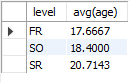 level avg(age)
FR 17.6667
SO 18.4000
SR 20.7143